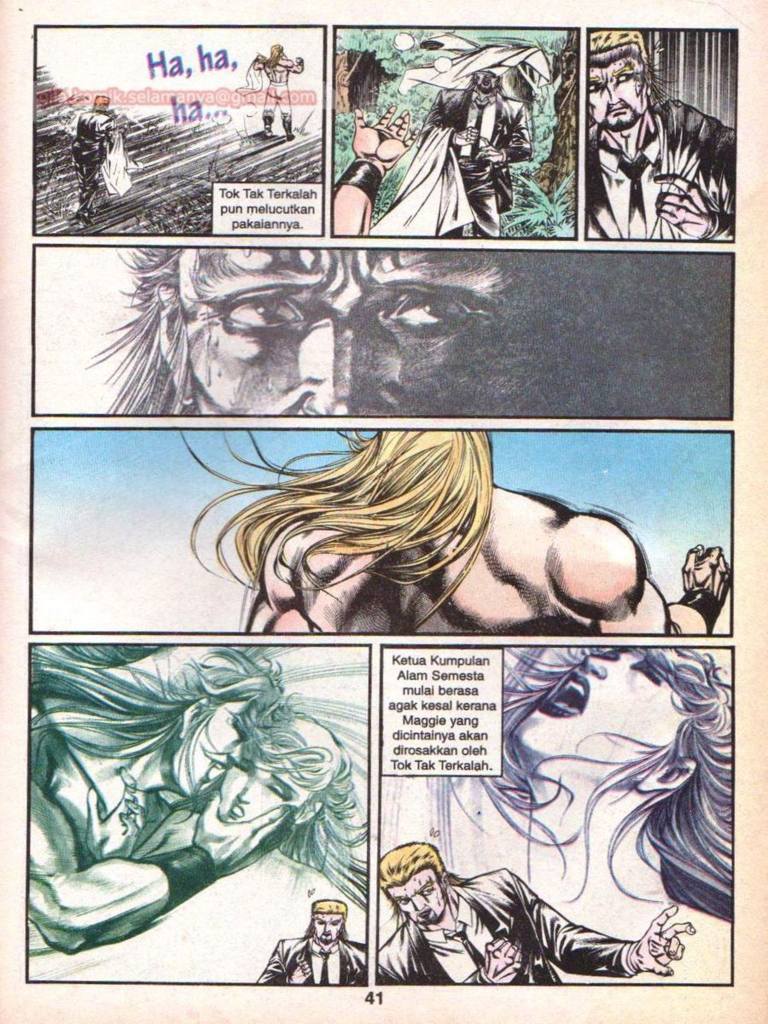 Ha, ha,
ha...
gila.komik.selamanya@gmail.com
Tok Tak Terkalah
pun melucutkan
pakaiannya.
Ketua Kumpulan
Alam Semesta
mulai berasa
agak kesal kerana
Maggie yang
dicintainya akan
dirosakkan oleh
Tok Tak Terkalah.
41